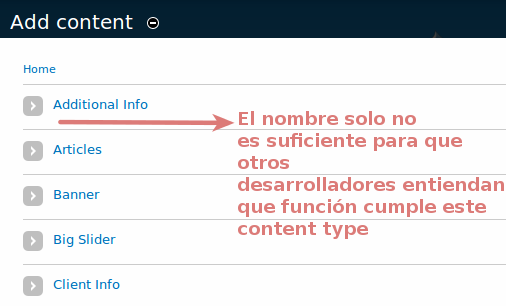 Add content
Home
Additional Info
El nombre solo no
es suficiente para que
otros
desarrolladores entiendan
que función cumple este
content type
Articles
Banner
Big Slider
Client Info